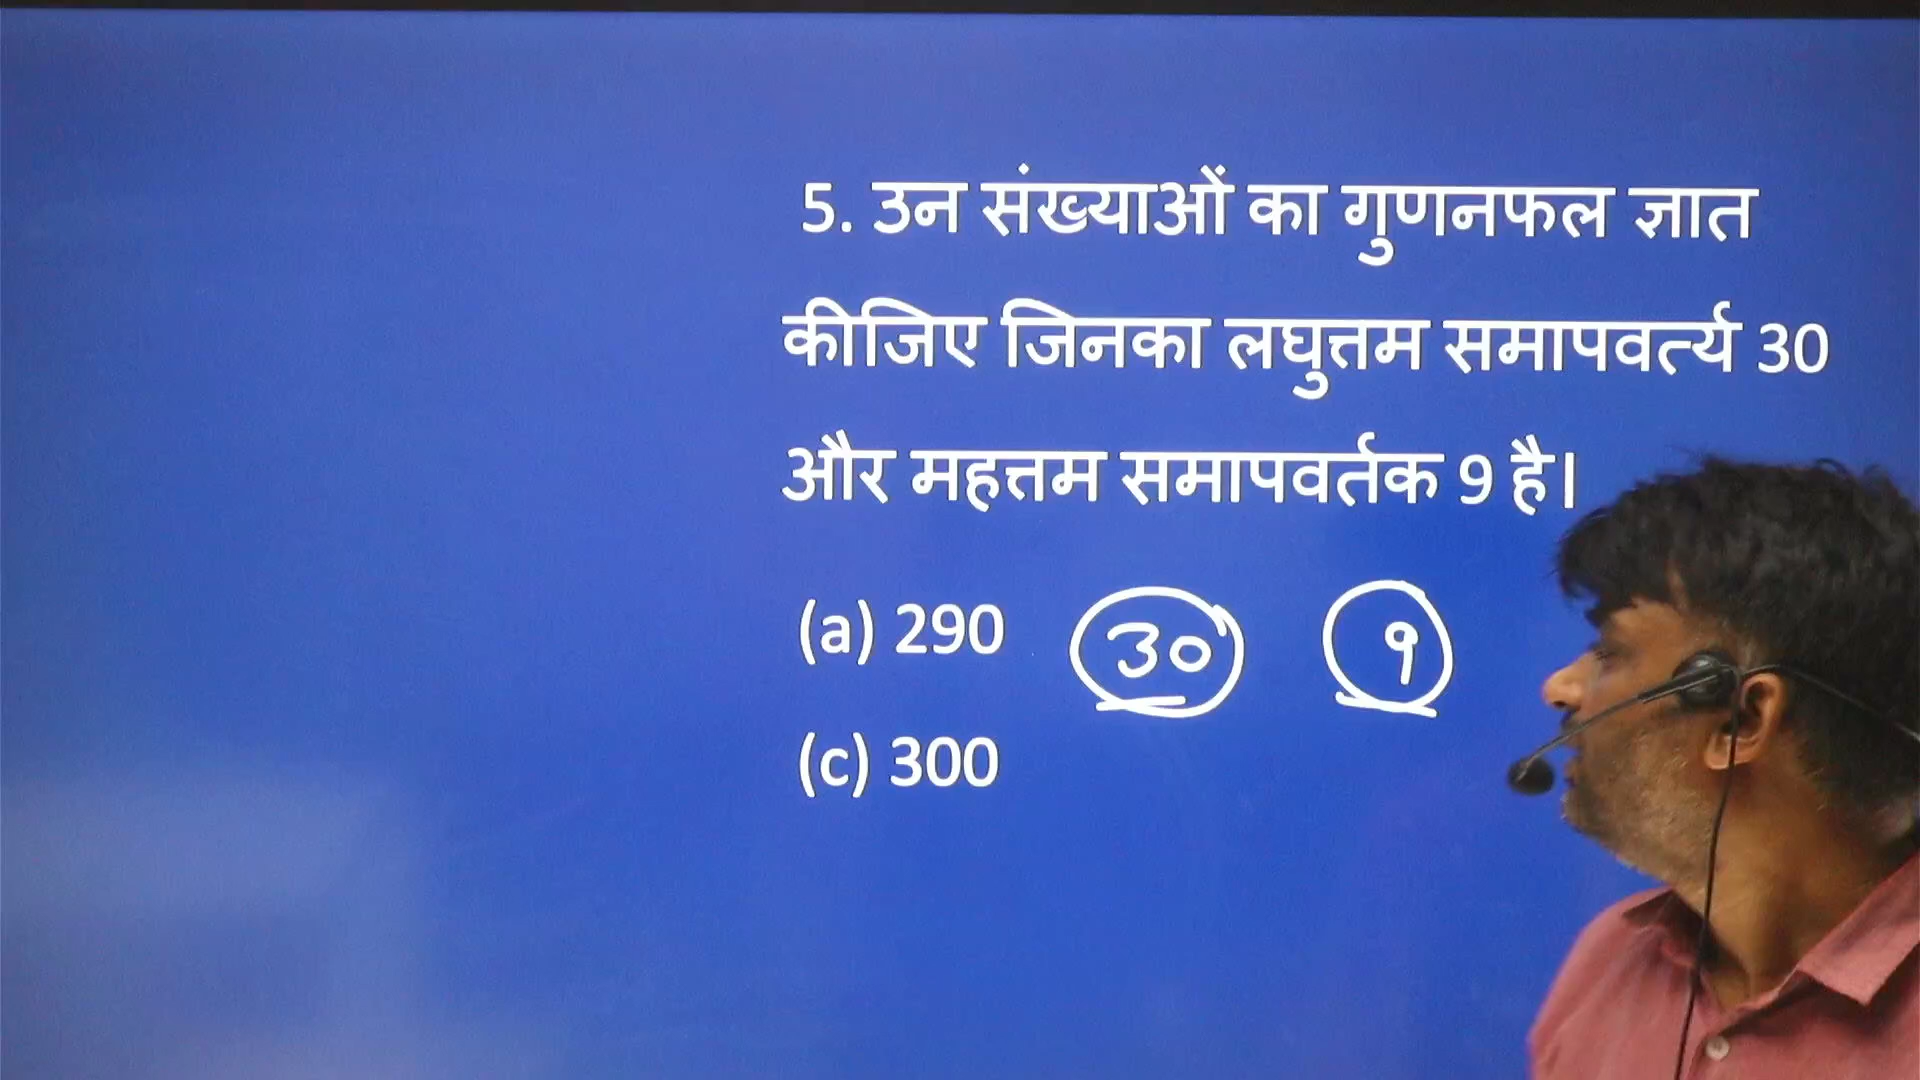 5. उन संख्याओं का गुणनफल ज्ञात
कीजिए जिनका लघुत्तम समापवर्त्य 30
और महत्तम समापवर्तक 9 है।
(a) 290 30 9
(c) 300